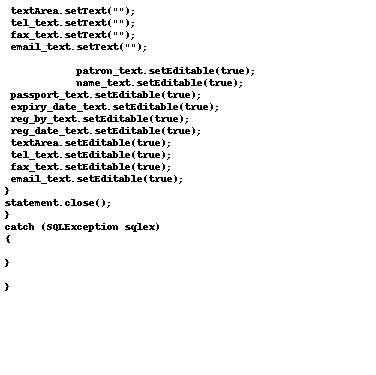 textArea.setText("");
tel_text.setText("");
fax_text.setText("");
email_text.setText("");
patron_text.setEditable(true);
name_text.setEditable(true);
passport_text.setEditable(true);
expiry_date_text.setEditable(true);
reg_by_text.setEditable(true);
reg_date_text.setEditable(true);
textArea.setEditable(true);
tel_text.setEditable(true);
fax_text.setEditable(true);
email_text.setEditable(true);
}
statement.close();
}
catch (SQLException sqlex)
{
}
}